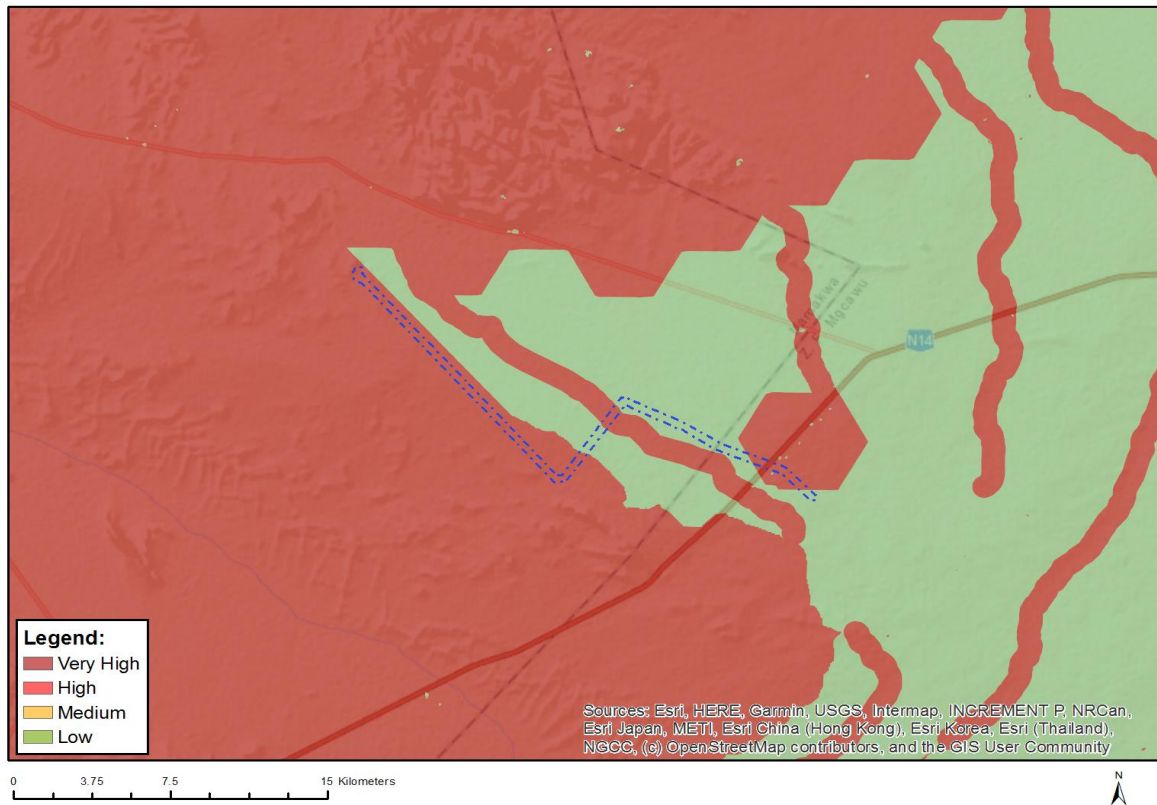 Namakwa
Z F Mgcawu
N14
Legend:
Very High
High
Medium
Low
Sources: Esri, HERE, Garmin, USGS, Intermap, INCREMENT P, NRCan,
Esri Japan, METI, Esri China (Hong Kong), Esri Korea, Esri (Thailand),
NGCC, (c) OpenStreetMap contributors, and the GIS User Community
0 3.75 7.5 15 Kilometers
N